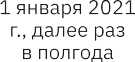 1 января 2021
г., далее раз
в полгода